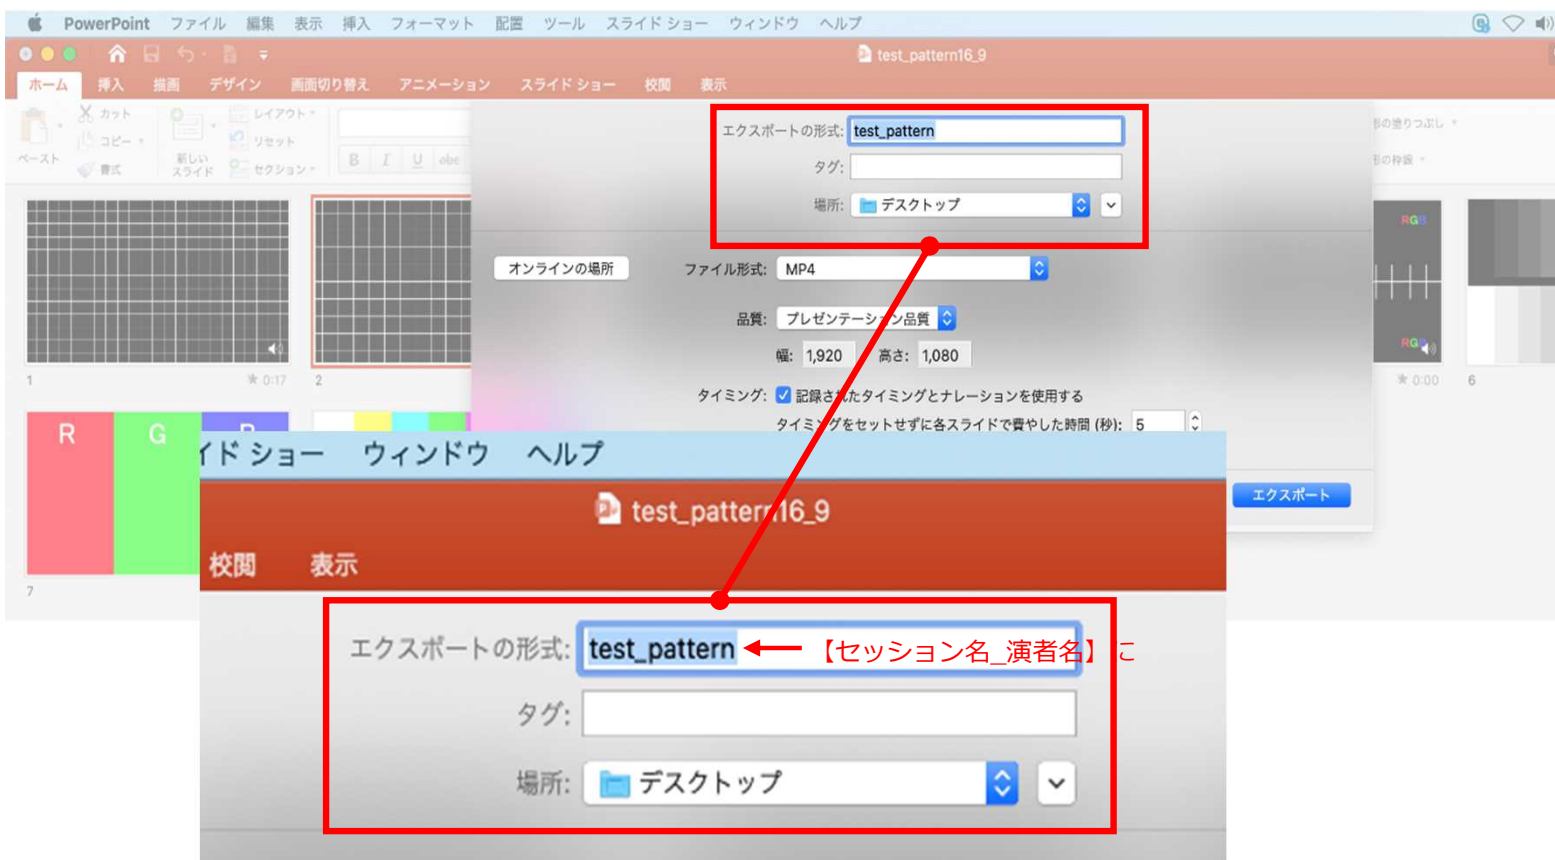 PowerPoint ファイル 編集 表示 挿入 フォーマット 配置 ツール スライド ショー ウィンドウ ヘルプ
test_pattern16_9
ホーム 挿入 描画 デザイン 画面切り替え アニメーション スライド ショー 校閲 表示
ペースト
カット
コピー
書式
新しい
スライド
レイアウト
リセット
セクション
B I U abc
形の塗りつぶし
形の枠線
エクスポートの形式: test_pattern
タグ:
場所: デスクトップ
オンラインの場所
ファイル形式: MP4
品質: プレゼンテーション品質
幅: 1,920 高さ: 1,080
タイミング: 記録されたタイミングとナレーションを使用する
タイミングをセットせずに各スライドで費やした時間 (秒): 5
エクスポート
RGB
RGB
1 0:17 2
0:00 6
R G B
7
イド ショー ウィンドウ ヘルプ
test_pattern16_9
校閲 表示
エクスポートの形式: test_pattern ← 【セッション名_演者名】に
タグ:
場所: デスクトップ